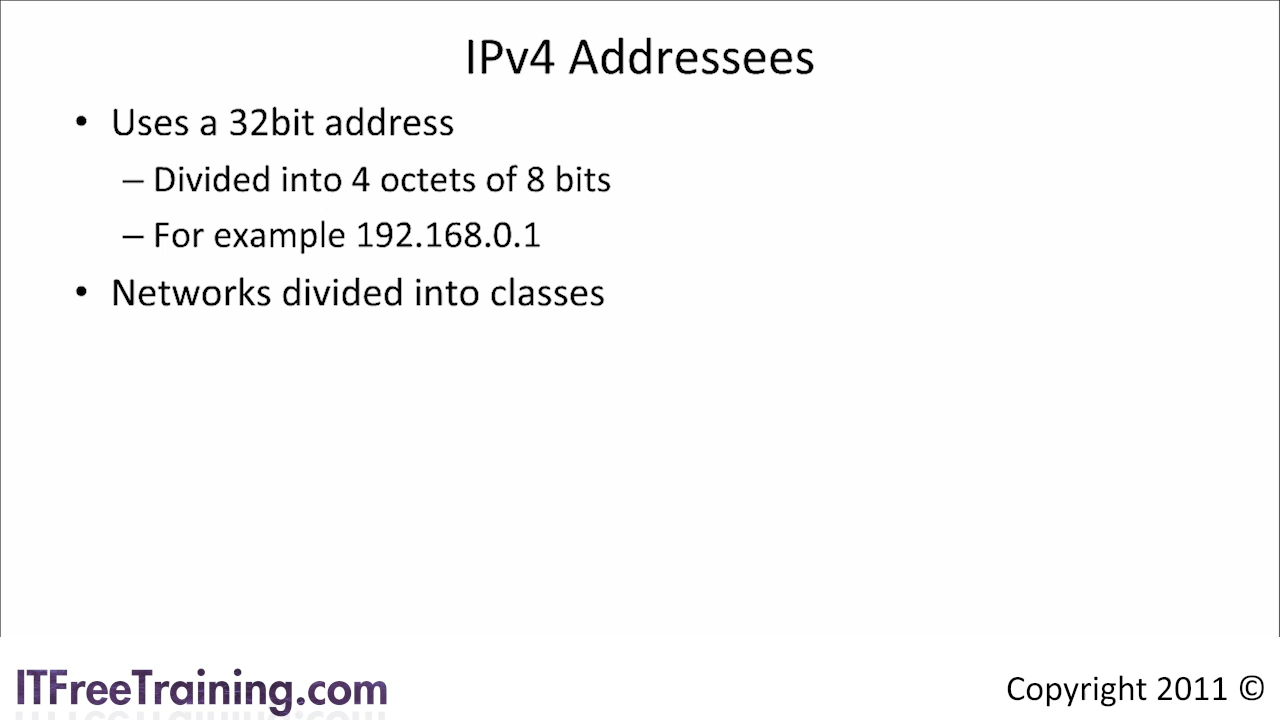 IPv4 Addressees
• Uses a 32bit address
– Divided into 4 octets of 8 bits
– For example 192.168.0.1
• Networks divided into classes
ITFreeTraining.com
Copyright 2011 ©